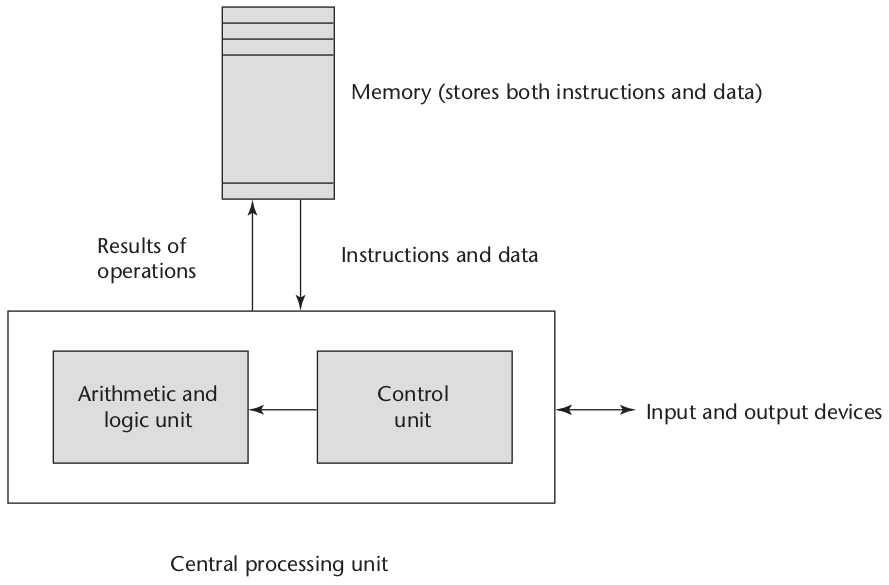 Memory (stores both instructions and data)
Results of
operations
Instructions and data
Arithmetic and
logic unit
Control
unit
Input and output devices
Central processing unit